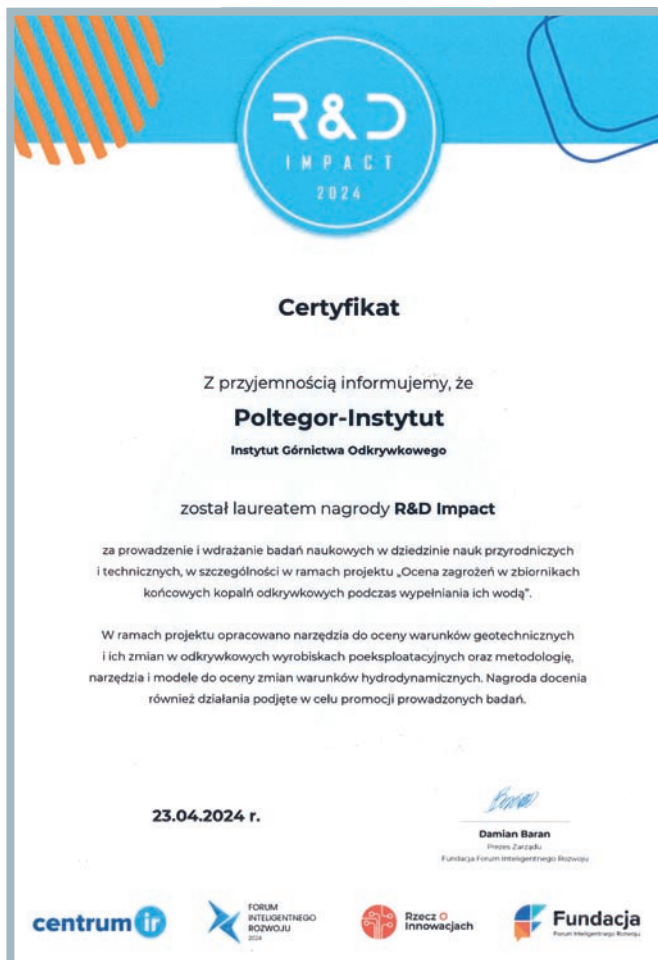 R&D
IMPACT
2024
Certyfikat
Z przyjemnością informujemy, że
Poltegor-Instytut
Instytut Górnictwa Odkrywkowego
został laureatem nagrody R&D Impact
za prowadzenie i wdrażanie badań naukowych w dziedzinie nauk przyrodniczych
i technicznych, w szczególności w ramach projektu „Ocena zagrożeń w zbiornikach
końcowych kopalń odkrywkowych podczas wypełniania ich wodą”.
W ramach projektu opracowano narzędzia do oceny warunków geotechnicznych
i ich zmian w odkrywkowych wyrobiskach poeksploatacyjnych oraz metodologię,
narzędzia i modele do oceny zmian warunków hydrodynamicznych. Nagroda docenia
również działania podjęte w celu promocji prowadzonych badań.
23.04.2024 r.
Damian Baran
Prezes Zarządu
Fundacja Forum Inteligentnego Rozwoju
centrum ir
FORUM
INTELIGENTNEGO
ROZWOJU
2024
Rzecz o
Innowacjach
Fundacja
Forum Inteligentnego Rozwoju